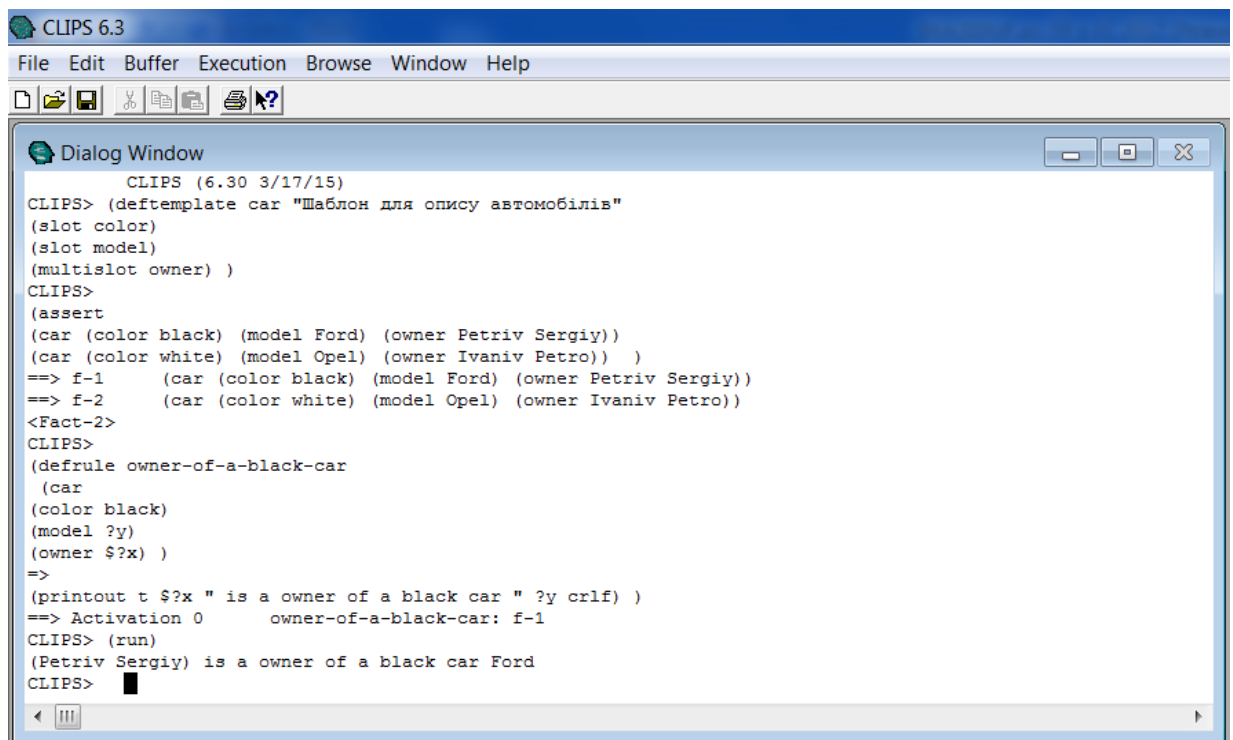 CLIPS 6.3
File Edit Buffer Execution Browse Window Help
Dialog Window
CLIPS (6.30 3/17/15)
CLIPS> (deftemplate car "Шаблон для опису автомобілів"
(slot color)
(slot model)
(multislot owner) )
CLIPS>
(assert
(car (color black) (model Ford) (owner Petriv Sergiy))
(car (color white) (model Opel) (owner Ivaniv Petro))  )
==> f-1     (car (color black) (model Ford) (owner Petriv Sergiy))
==> f-2     (car (color white) (model Opel) (owner Ivaniv Petro))
<Fact-2>
CLIPS>
(defrule owner-of-a-black-car
(car
(color black)
(model ?y)
(owner $?x) )
=>
(printout t $?x " is a owner of a black car " ?y crlf) )
==> Activation 0      owner-of-a-black-car: f-1
CLIPS> (run)
(Petriv Sergiy) is a owner of a black car Ford
CLIPS>